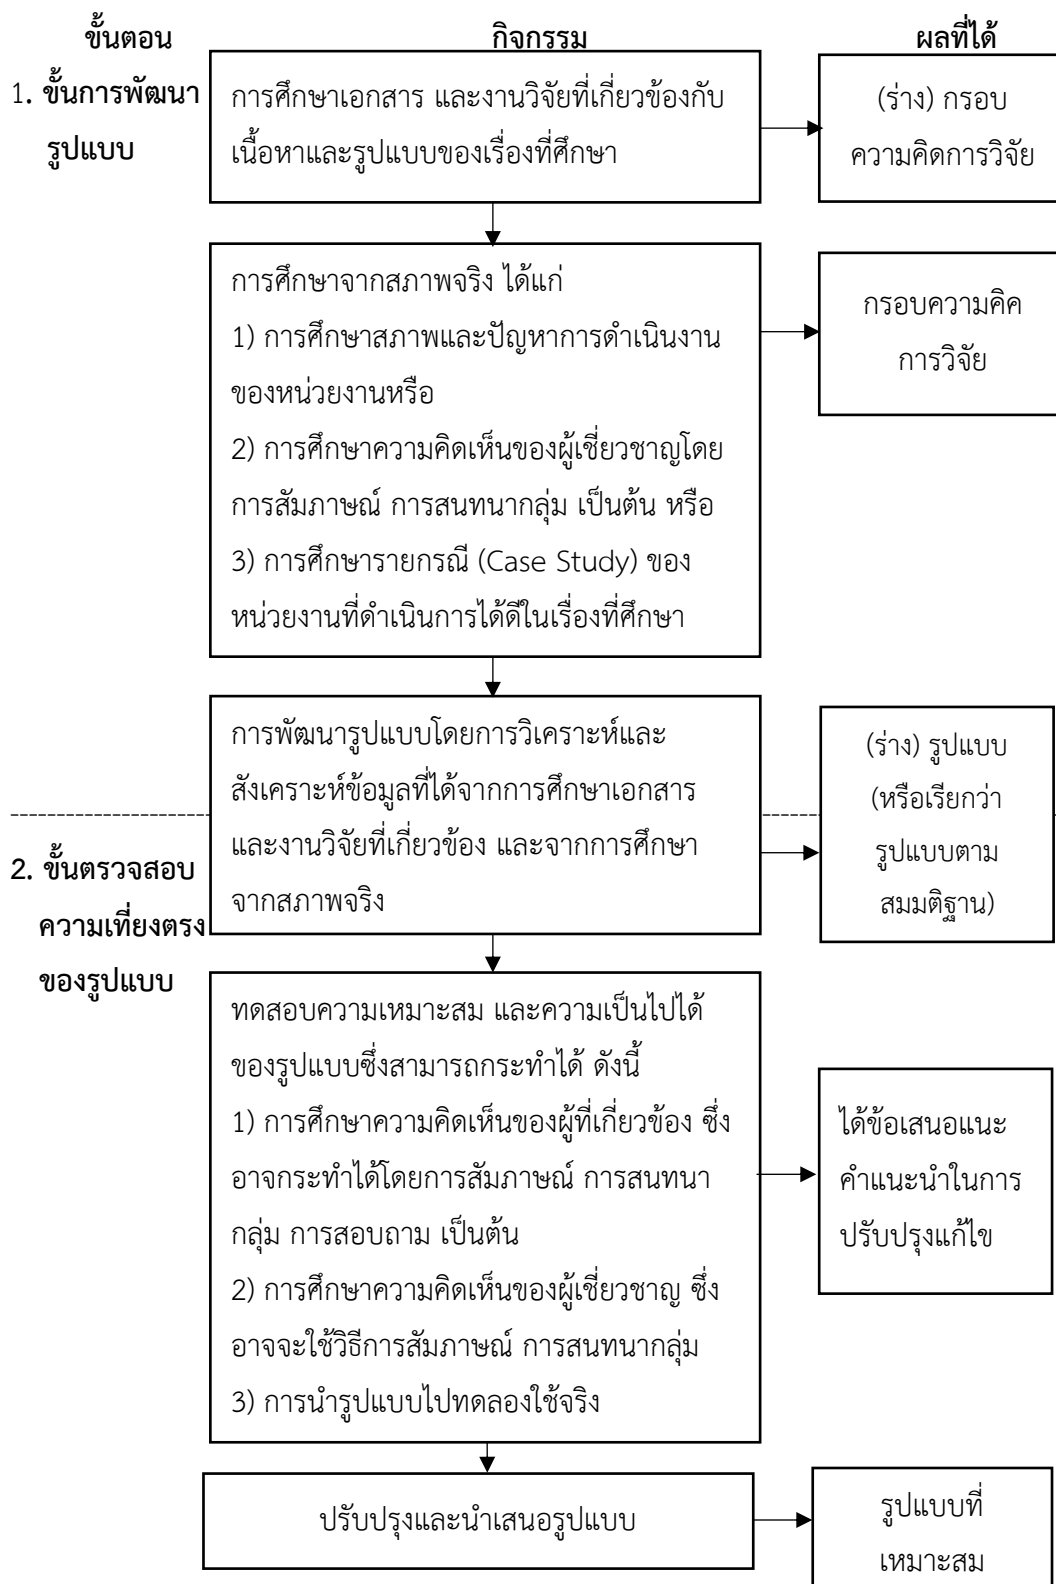 ขั้นตอน
กิจกรรม
ผลที่ได้
1. ขั้นการพัฒนา
รูปแบบ
การศึกษาเอกสาร และงานวิจัยที่เกี่ยวข้องกับ
เนื้อหาและรูปแบบของเรื่องที่ศึกษา
(ร่าง) กรอบ
ความคิดการวิจัย
การศึกษาจากสภาพจริง ได้แก่
1) การศึกษาสภาพและปัญหาการดำเนินงาน
ของหน่วยงานหรือ
2) การศึกษาความคิดเห็นของผู้เชี่ยวชาญโดย
การสัมภาษณ์ การสนทนากลุ่ม เป็นต้น หรือ
3) การศึกษารายกรณี (Case Study) ของ
หน่วยงานที่ดำเนินการได้ดีในเรื่องที่ศึกษา
กรอบความคิค
การวิจัย
การพัฒนารูปแบบโดยการวิเคราะห์และ
สังเคราะห์ข้อมูลที่ได้จากการศึกษาเอกสาร
และงานวิจัยที่เกี่ยวข้อง และจากการศึกษา
จากสภาพจริง
(ร่าง) รูปแบบ
(หรือเรียกว่า
รูปแบบตาม
สมมติฐาน)
2. ขั้นตรวจสอบ
ความเที่ยงตรง
ของรูปแบบ
ทดสอบความเหมาะสม และความเป็นไปได้
ของรูปแบบซึ่งสามารถกระทำได้ ดังนี้
1) การศึกษาความคิดเห็นของผู้ที่เกี่ยวข้อง ซึ่ง
อาจกระทำได้โดยการสัมภาษณ์ การสนทนา
กลุ่ม การสอบถาม เป็นต้น
2) การศึกษาความคิดเห็นของผู้เชี่ยวชาญ ซึ่ง
อาจจะใช้วิธีการสัมภาษณ์ การสนทนากลุ่ม
3) การนำรูปแบบไปทดลองใช้จริง
ได้ข้อเสนอแนะ
คำแนะนำในการ
ปรับปรุงแก้ไข
ปรับปรุงและนำเสนอรูปแบบ
รูปแบบที่
เหมาะสม